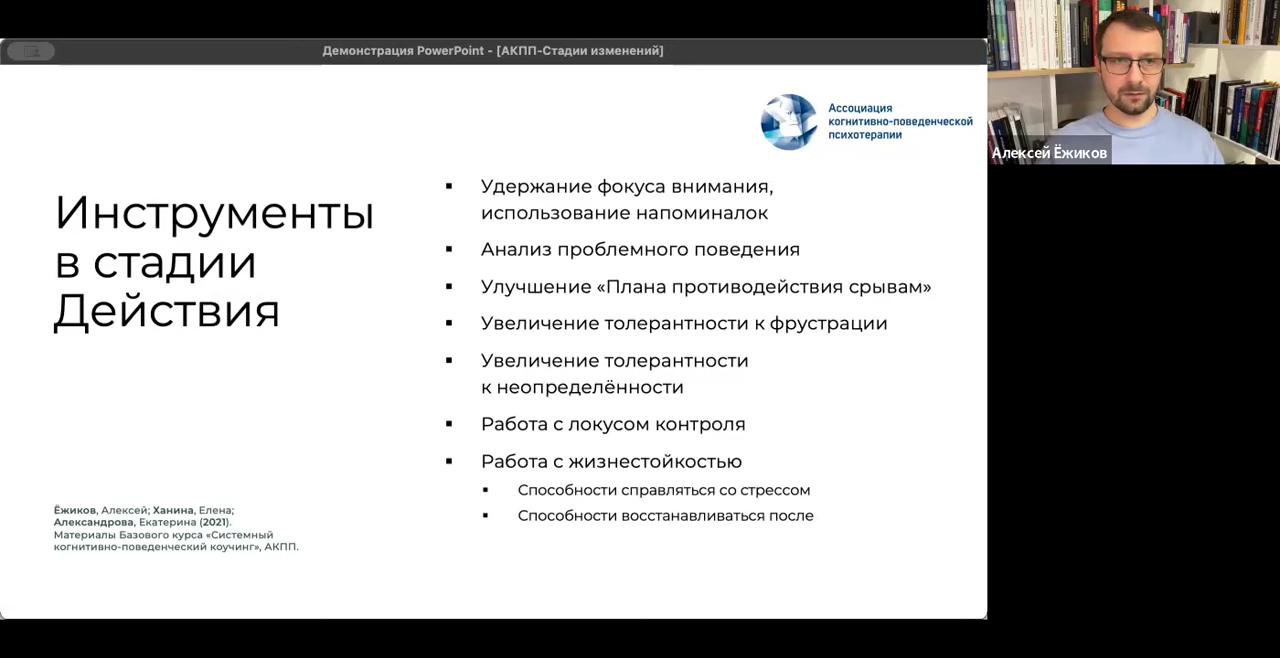 Демонстрация PowerPoint - [АКПП-Стадии изменений]
Ассоциация
когнитивно-поведенческой
психотерапии
Алексей Ёжиков
Инструменты
в стадии
Действия
▪ Удержание фокуса внимания,
использование напоминалок
▪ Анализ проблемного поведения
▪ Улучшение «Плана противодействия срывам»
▪ Увеличение толерантности к фрустрации
▪ Увеличение толерантности
к неопределённости
▪ Работа с локусом контроля
▪ Работа с жизнестойкостью
▪ Способности справляться со стрессом
▪ Способности восстанавливаться после
Ёжиков, Алексей; Ханина, Елена;
Александрова, Екатерина (2021).
Материалы Базового курса «Системный
когнитивно-поведенческий коучинг», АКПП.